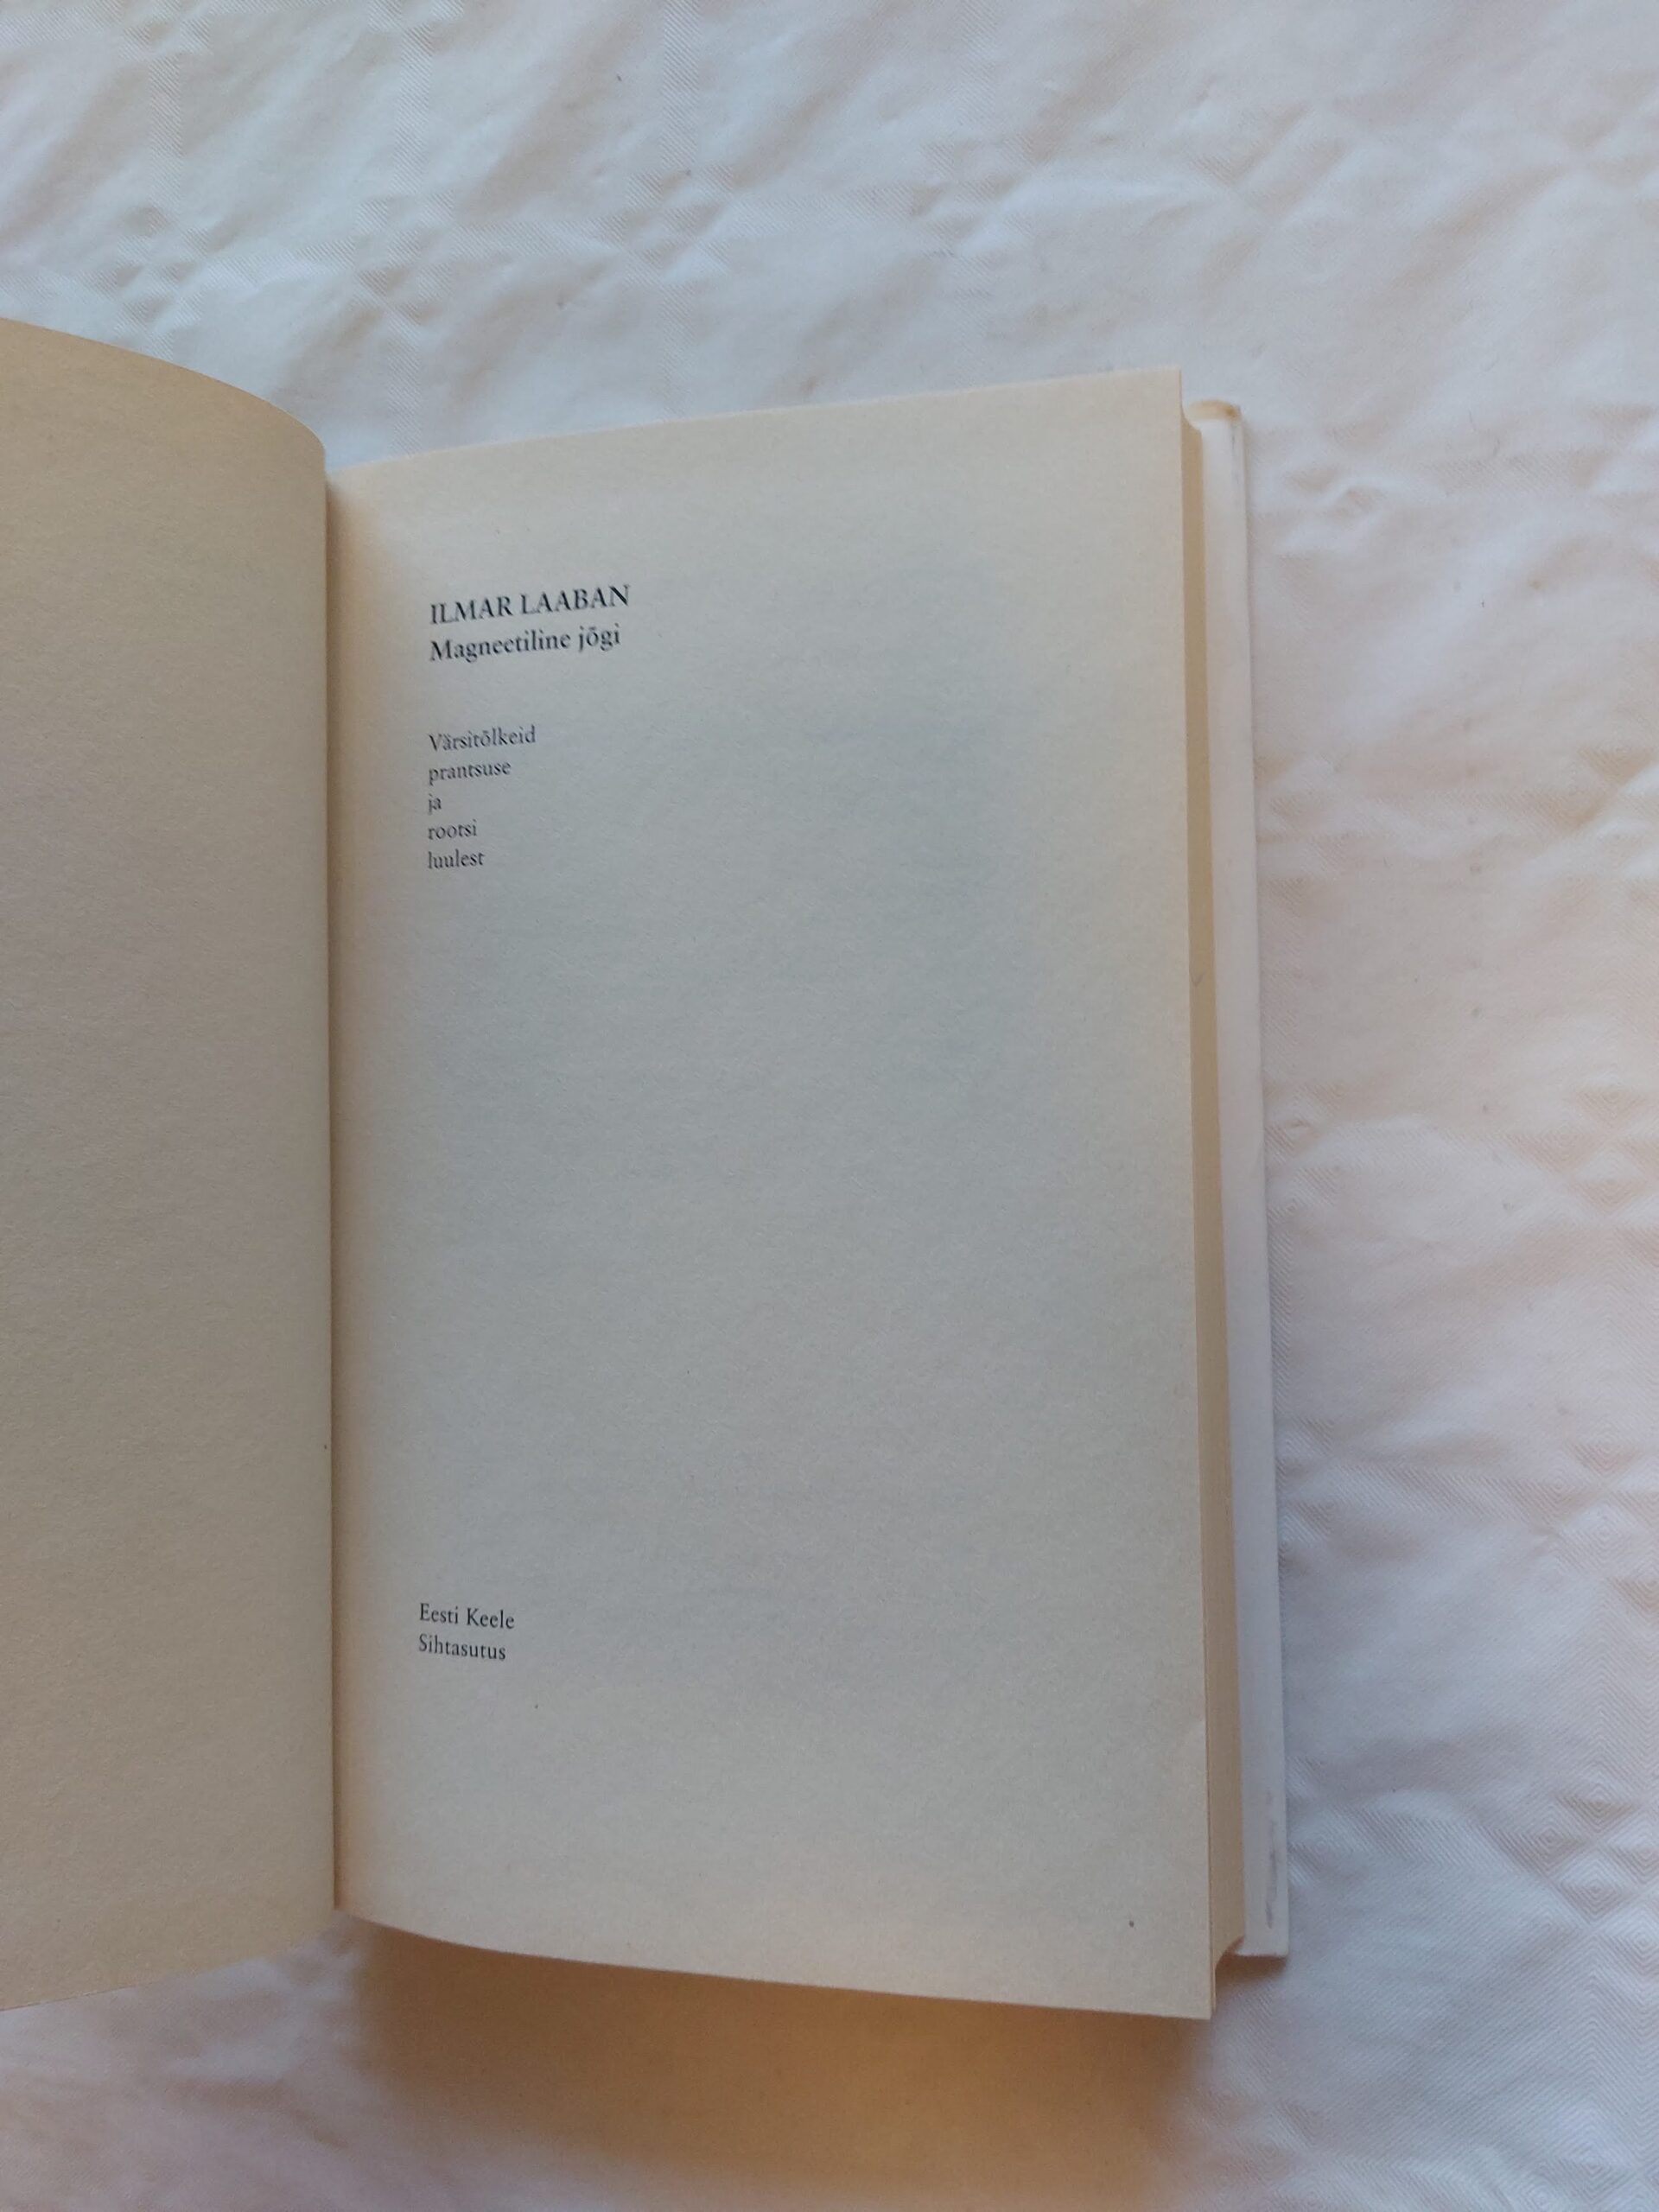 ILMAR LAABAN
Magneetiline jõgi
Värsitõlkeid
prantsuse
ja
rootsi
luulest
Eesti Keele
Sihtasutus